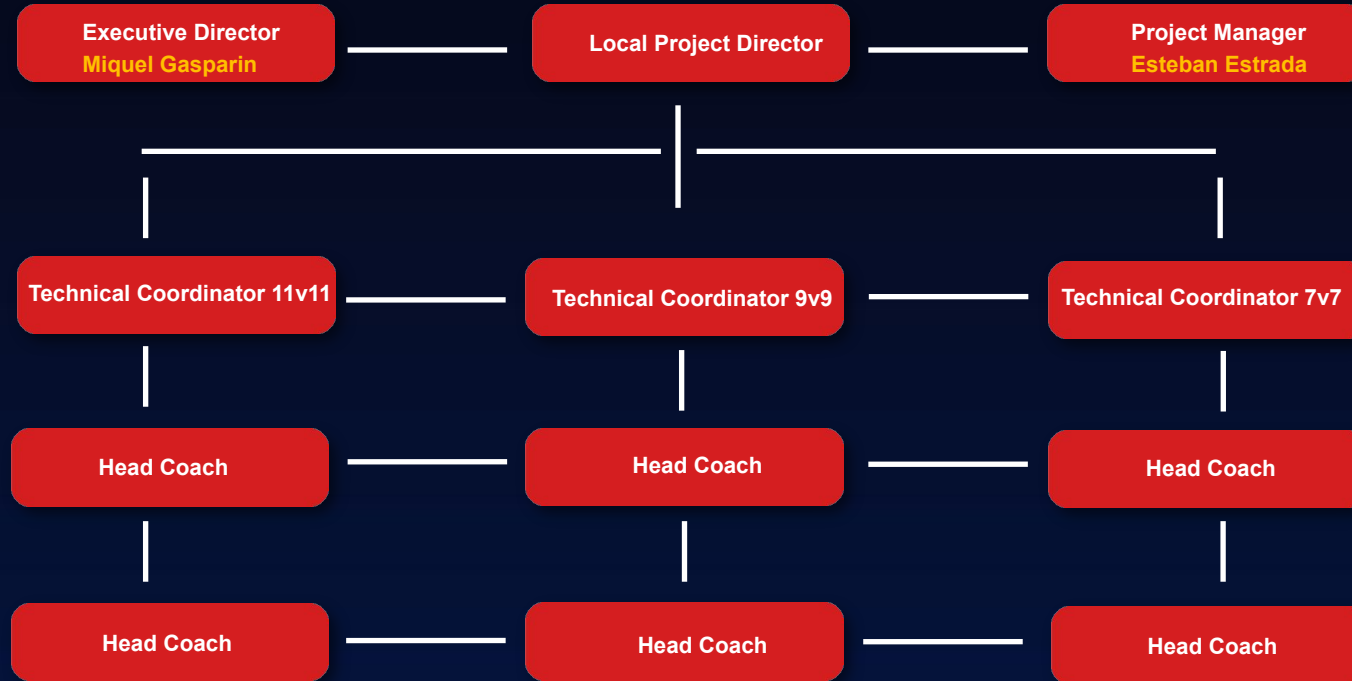 Executive Director
Miquel Gasparin
Local Project Director
Project Manager
Esteban Estrada
Technical Coordinator 11v11
Technical Coordinator 9v9
Technical Coordinator 7v7
Head Coach
Head Coach
Head Coach
Head Coach
Head Coach
Head Coach